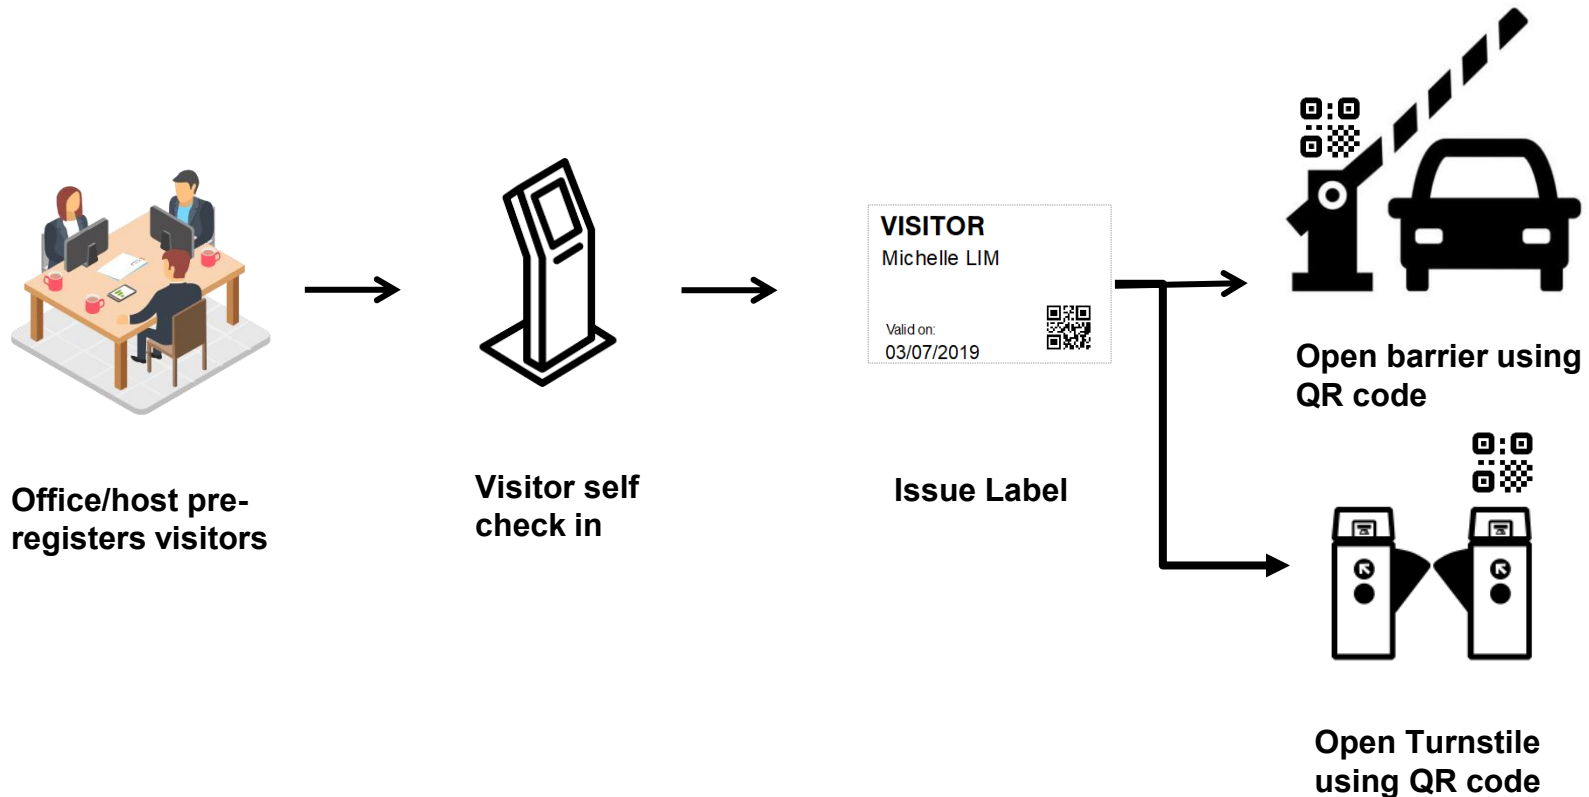 Office/host pre-
registers visitors
Visitor self
check in
VISITOR
Michelle LIM
Valid on:
03/07/2019
Issue Label
Open barrier using
QR code
Open Turnstile
using QR code